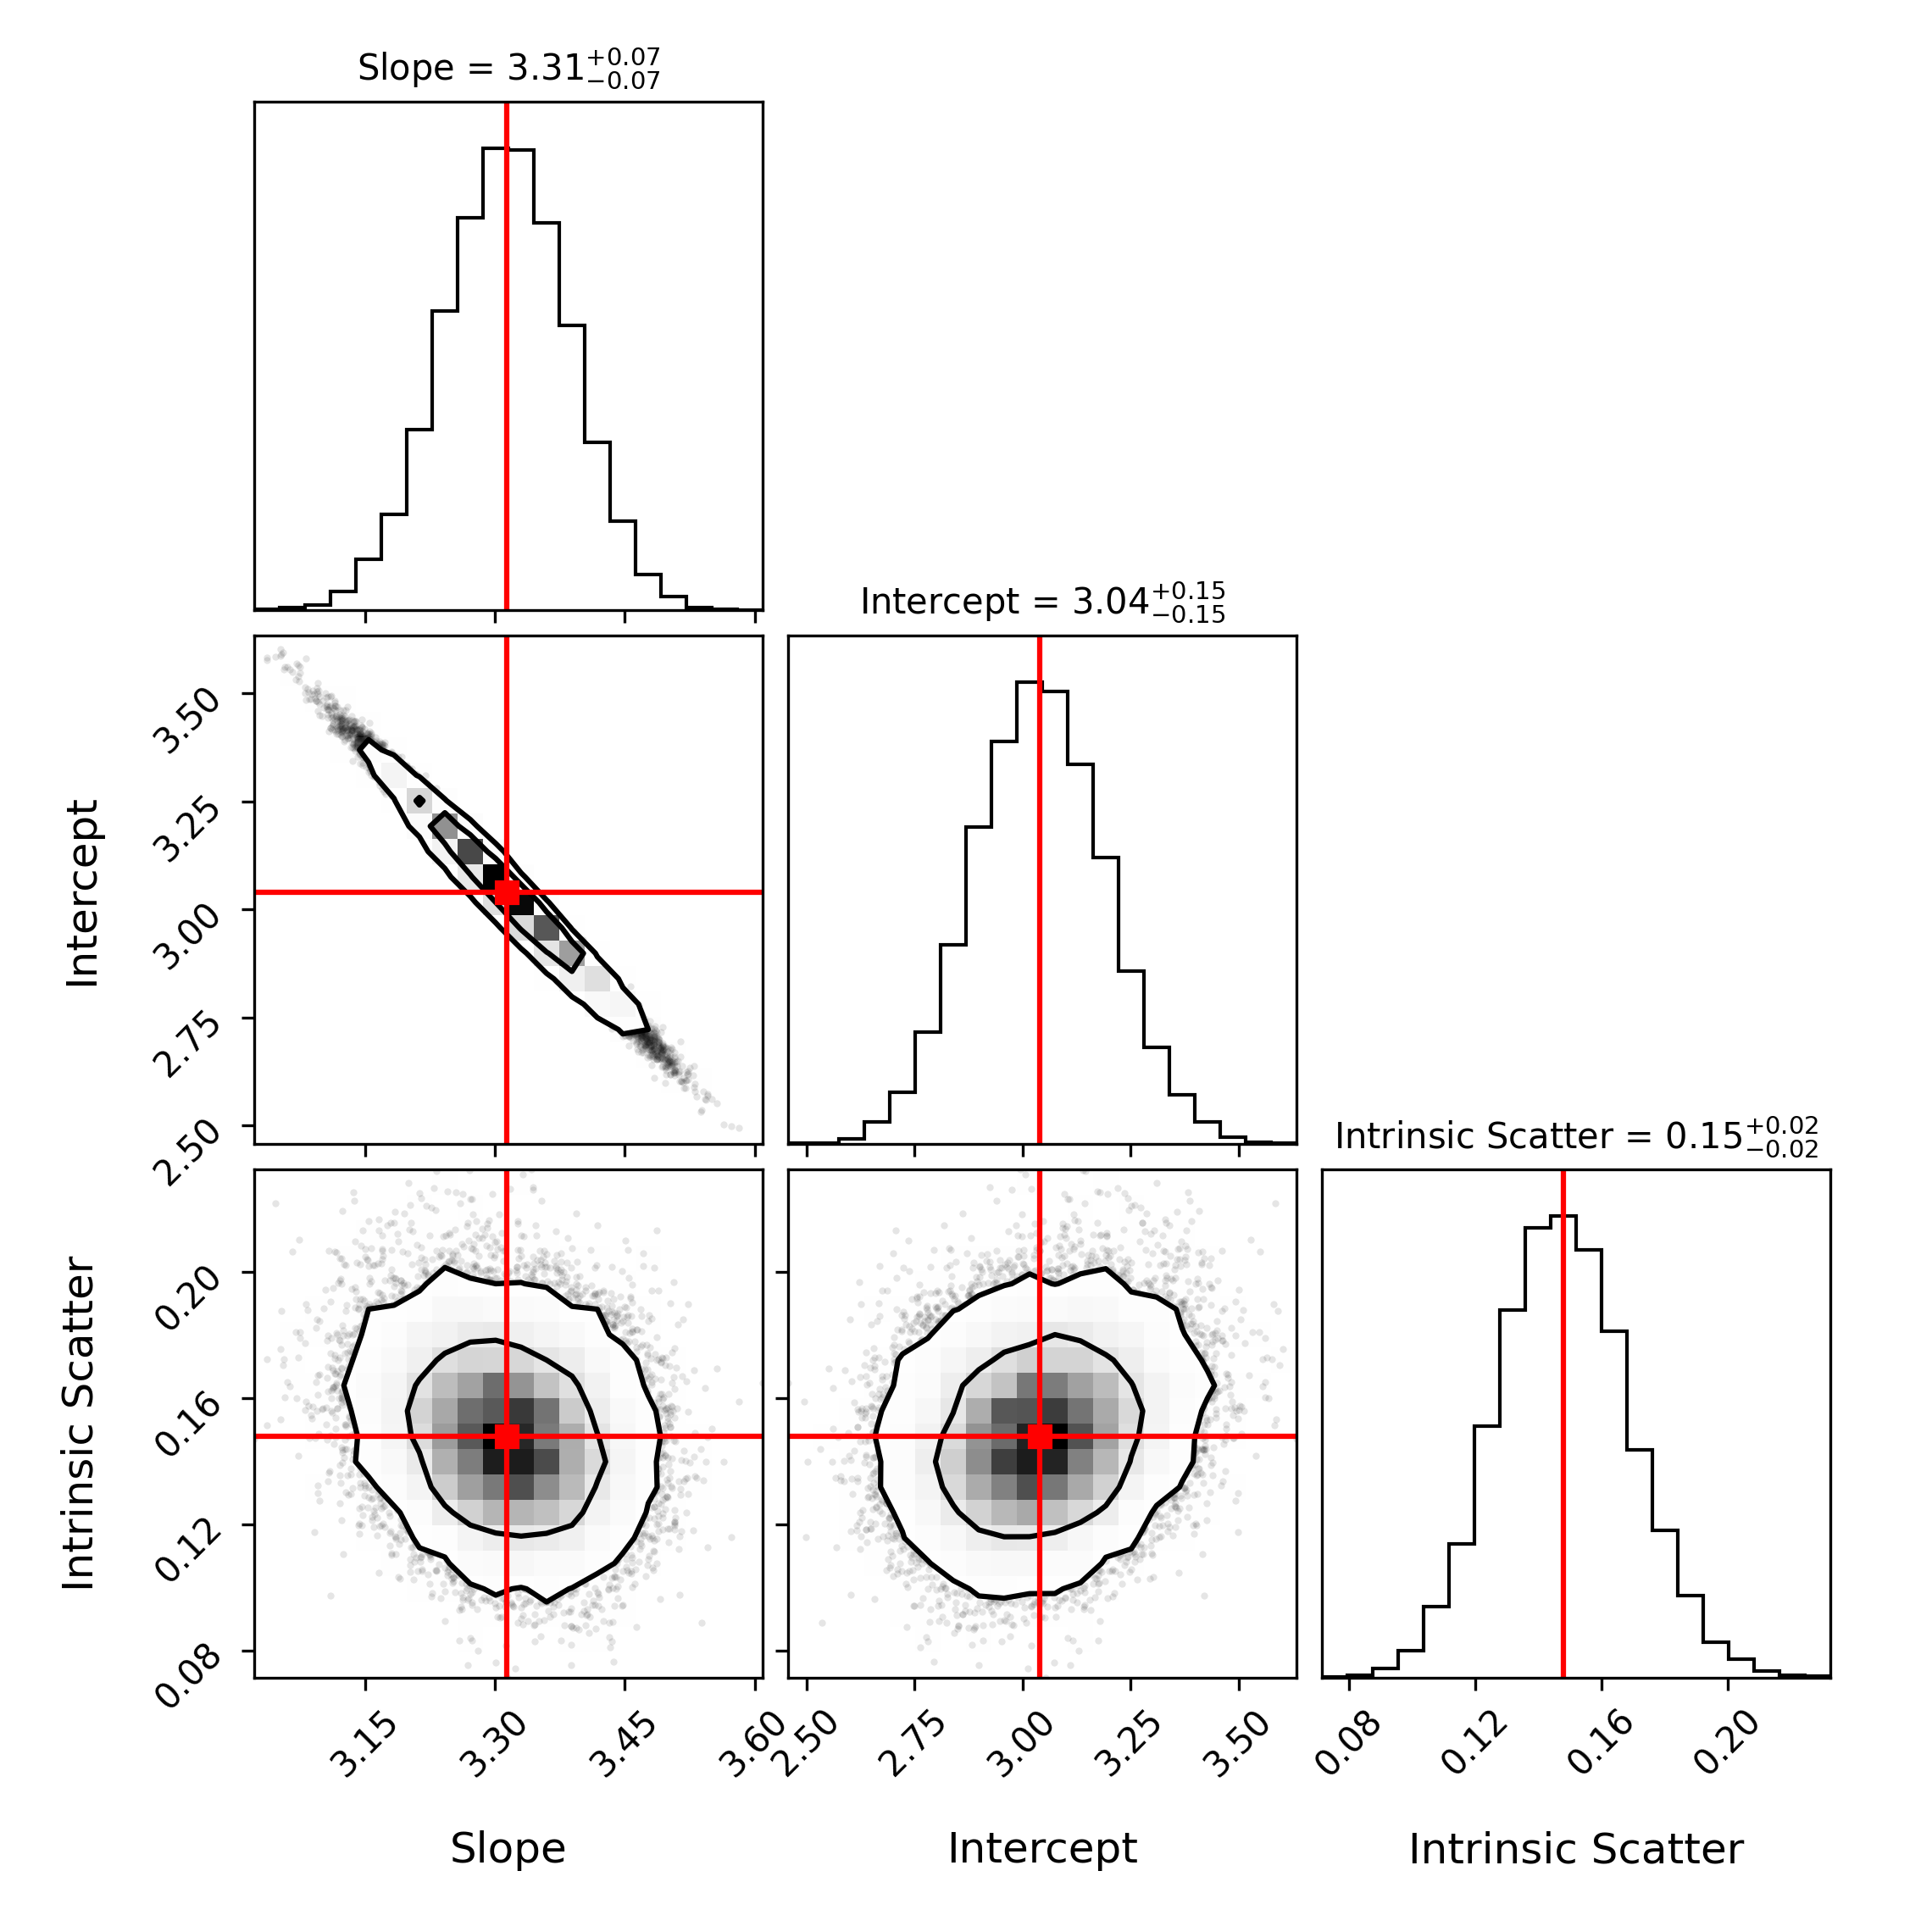 Slope = 3.31 +0.07 −0.07
Intercept = 3.04 +0.15 −0.15
Intercept
3.50
3.25
3.00
2.75
2.50
Intrinsic Scatter = 0.15 +0.02 −0.02
Intrinsic Scatter
0.20
0.16
0.12
0.08
3.15 3.30 3.45 3.60
2.50 2.75 3.00 3.25 3.50
0.08 0.12 0.16 0.20
Slope
Intercept
Intrinsic Scatter